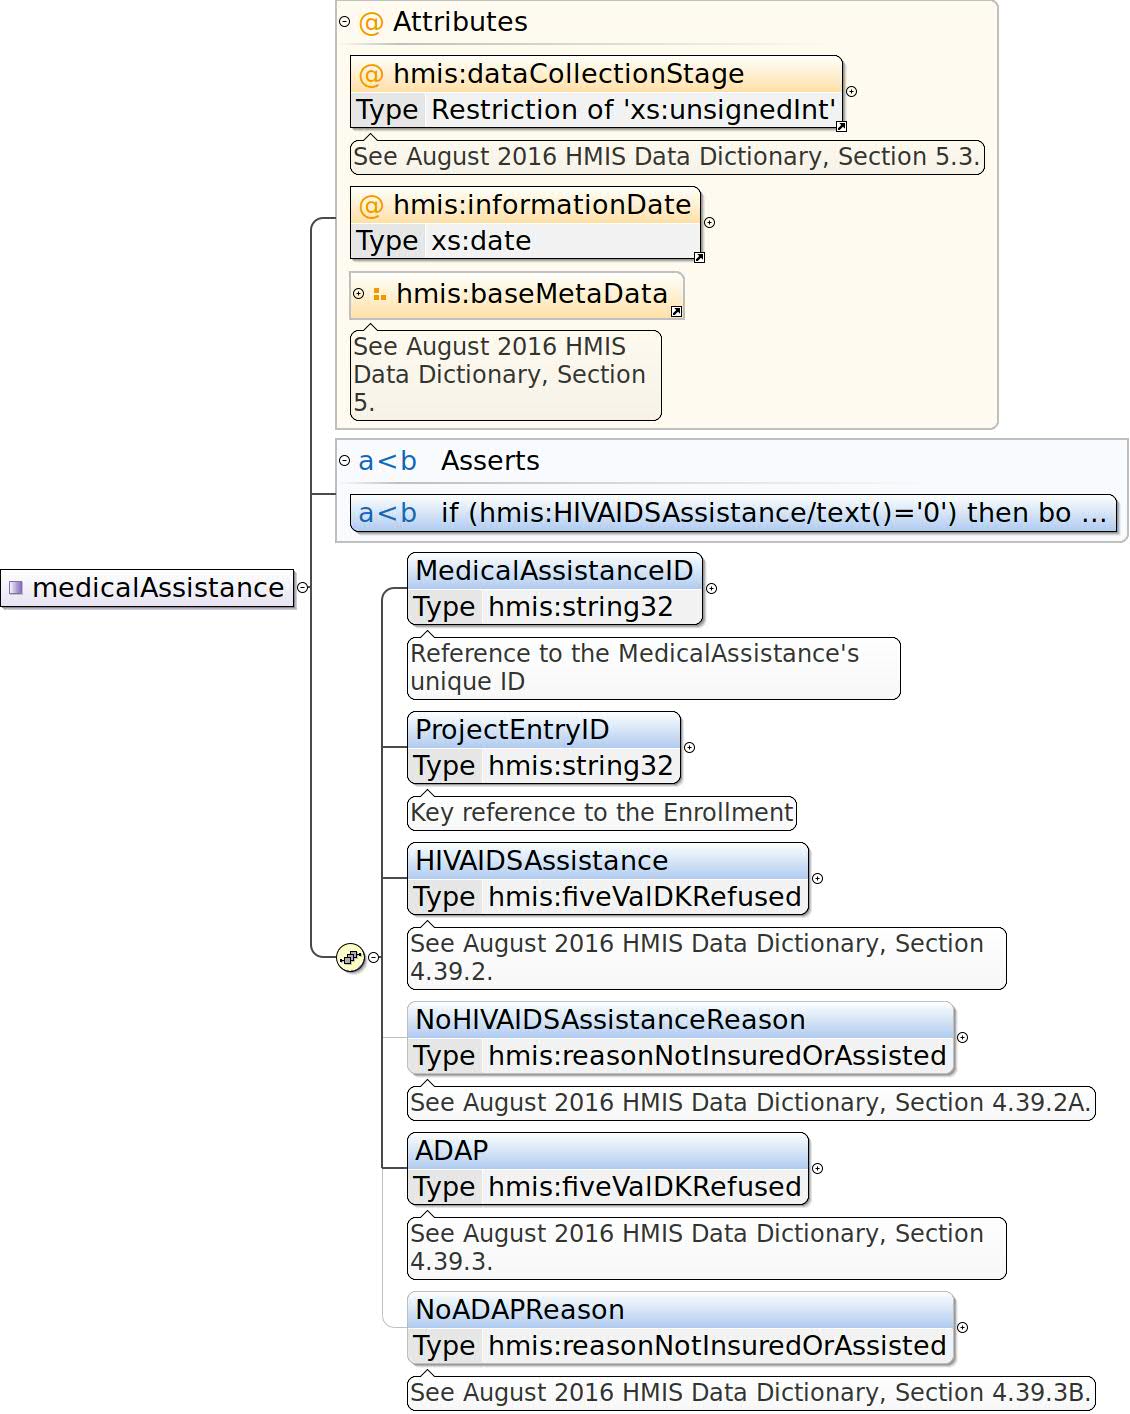 @ Attributes
@ hmis:dataCollectionStage
Type Restriction of 'xs:unsignedInt'
See August 2016 HMIS Data Dictionary, Section 5.3.
@ hmis:informationDate
Type xs:date
hmis:baseMetaData
See August 2016 HMIS
Data Dictionary, Section
5.
a<b Asserts
a<b if (hmis:HIVAIDSAssistance/text()='0') then bo ...
medicalAssistance
MedicalAssistanceID
Type hmis:string32
Reference to the MedicalAssistance's
unique ID
ProjectEntryID
Type hmis:string32
Key reference to the Enrollment
HIVAIDSAssistance
Type hmis:fiveValDKRefused
See August 2016 HMIS Data Dictionary, Section
4.39.2.
NoHIVAIDSAssistanceReason
Type hmis:reasonNotInsuredOrAssisted
See August 2016 HMIS Data Dictionary, Section 4.39.2A.
ADAP
Type hmis:fiveValDKRefused
See August 2016 HMIS Data Dictionary, Section
4.39.3.
NoADAPReason
Type hmis:reasonNotInsuredOrAssisted
See August 2016 HMIS Data Dictionary, Section 4.39.3B.